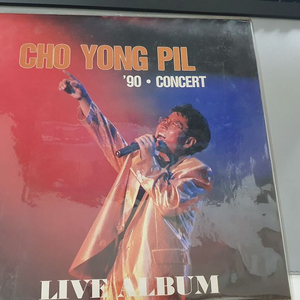 CHO YONG PIL
'90 • CONCERT
LIVE ALBUM